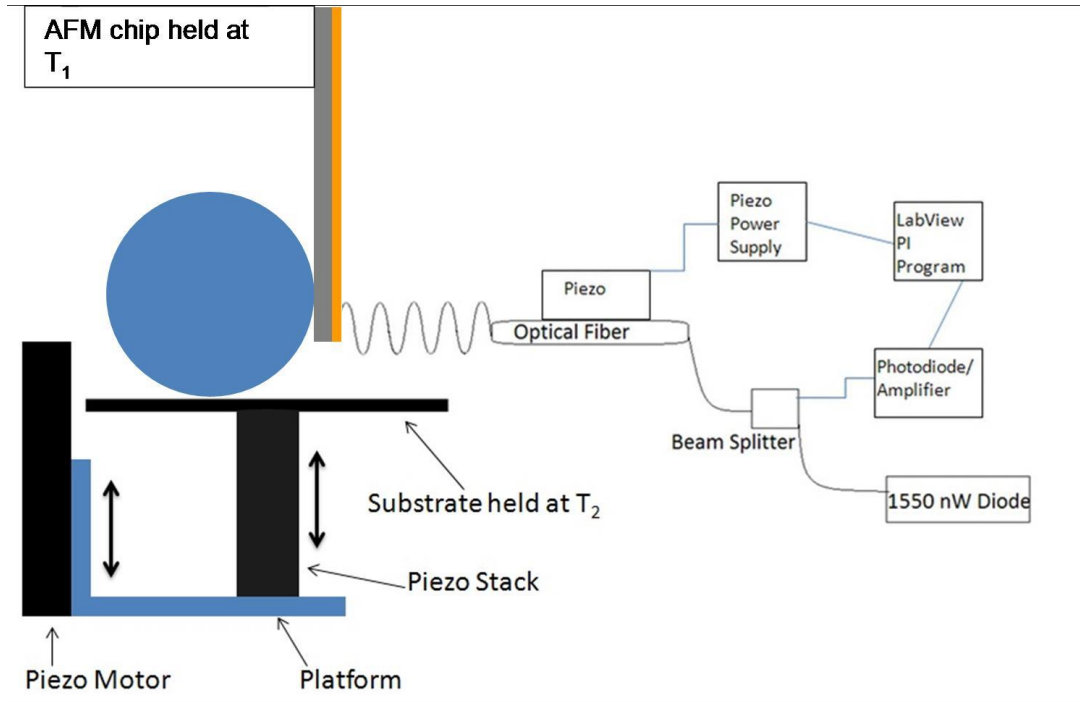 AFM chip held at
T₁
Piezo
Power
Supply
LabView
PI
Program
Piezo
Optical Fiber
Photodiode/
Amplifier
Beam Splitter
1550 nW Diode
Substrate held at T₂
Piezo Stack
Piezo Motor
Platform